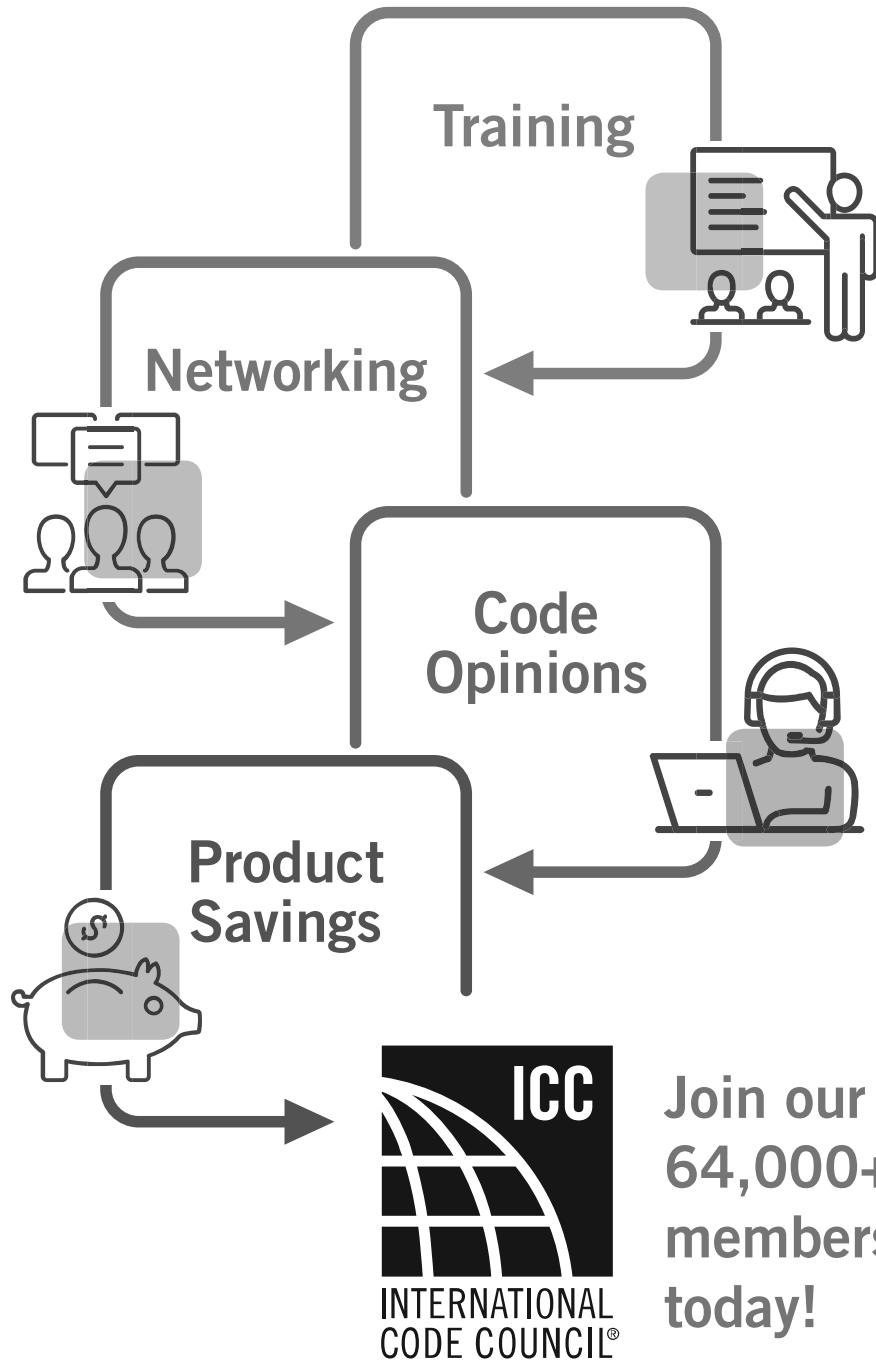 Training
Networking
Code
Opinions
Product
Savings
$
ICC
INTERNATIONAL
CODE COUNCIL®
Join our
64,000+
members
today!